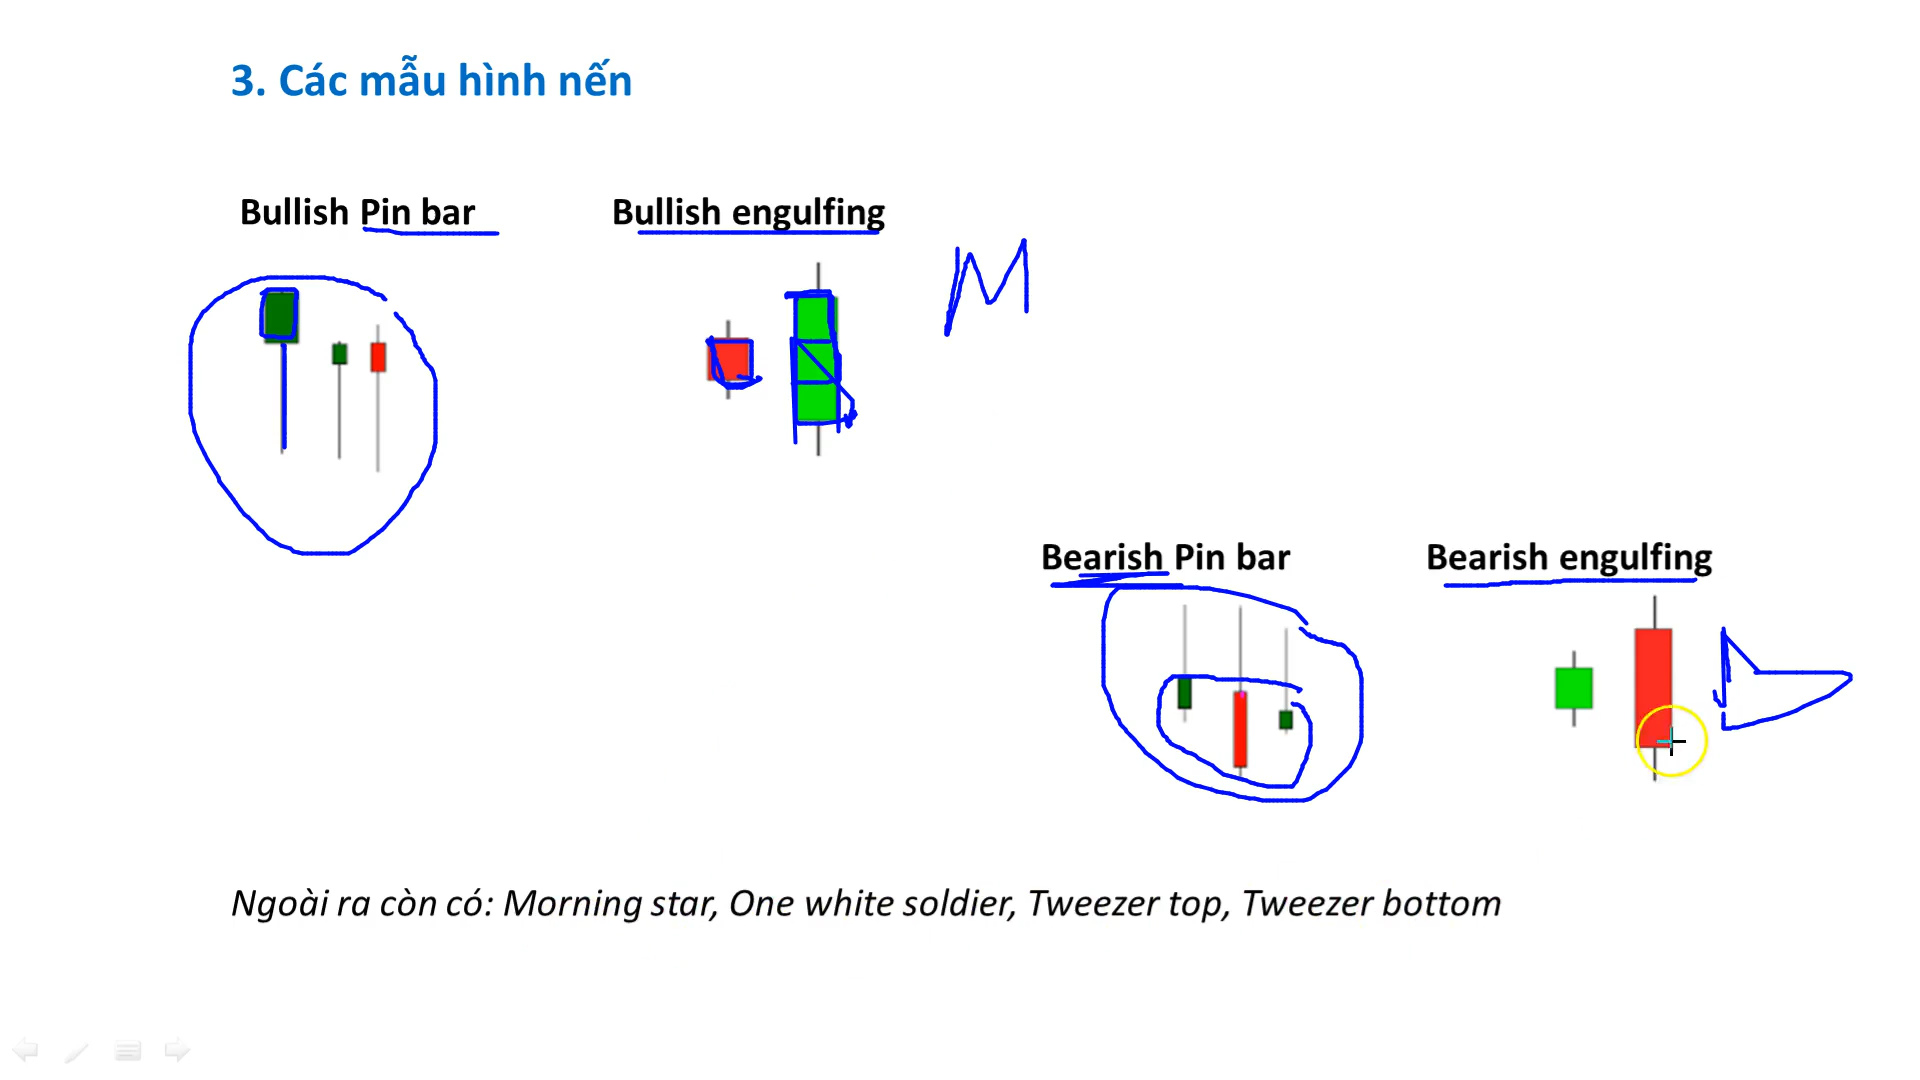 3. Các mẫu hình nến
Bullish Pin bar
Bullish engulfing
M
Bearish Pin bar
Bearish engulfing
Ngoài ra còn có: Morning star, One white soldier, Tweezer top, Tweezer bottom